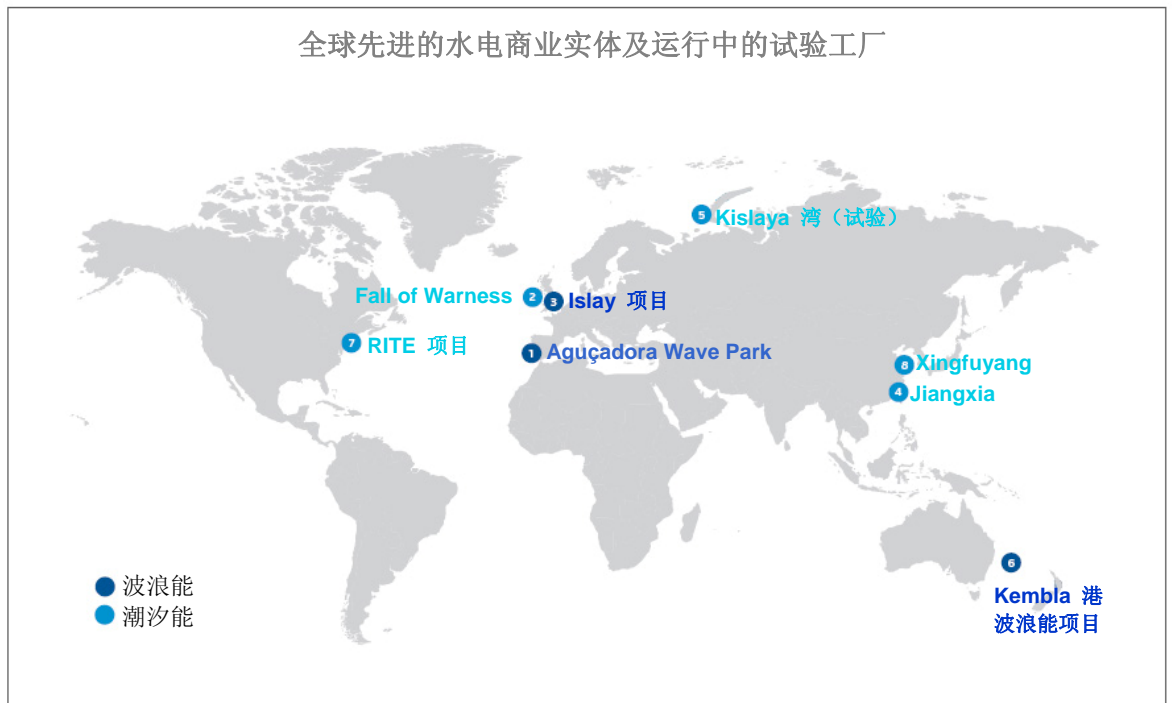 全球先进的水电商业实体及运行中的试验工厂
5 Kislaya 湾（试验）
Fall of Warness 2 3 Islay 项目
7 RITE 项目
1 Aguçadora Wave Park
8 Xingfuyang
4 Jiangxia
6
Kembla 港
波浪能项目
波浪能
潮汐能